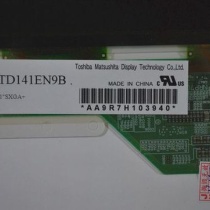 Toshiba Matsushita Display Technology Co.,Ltd.
TD141EN9B
MADE IN CHINA
*AA9R7H103940*